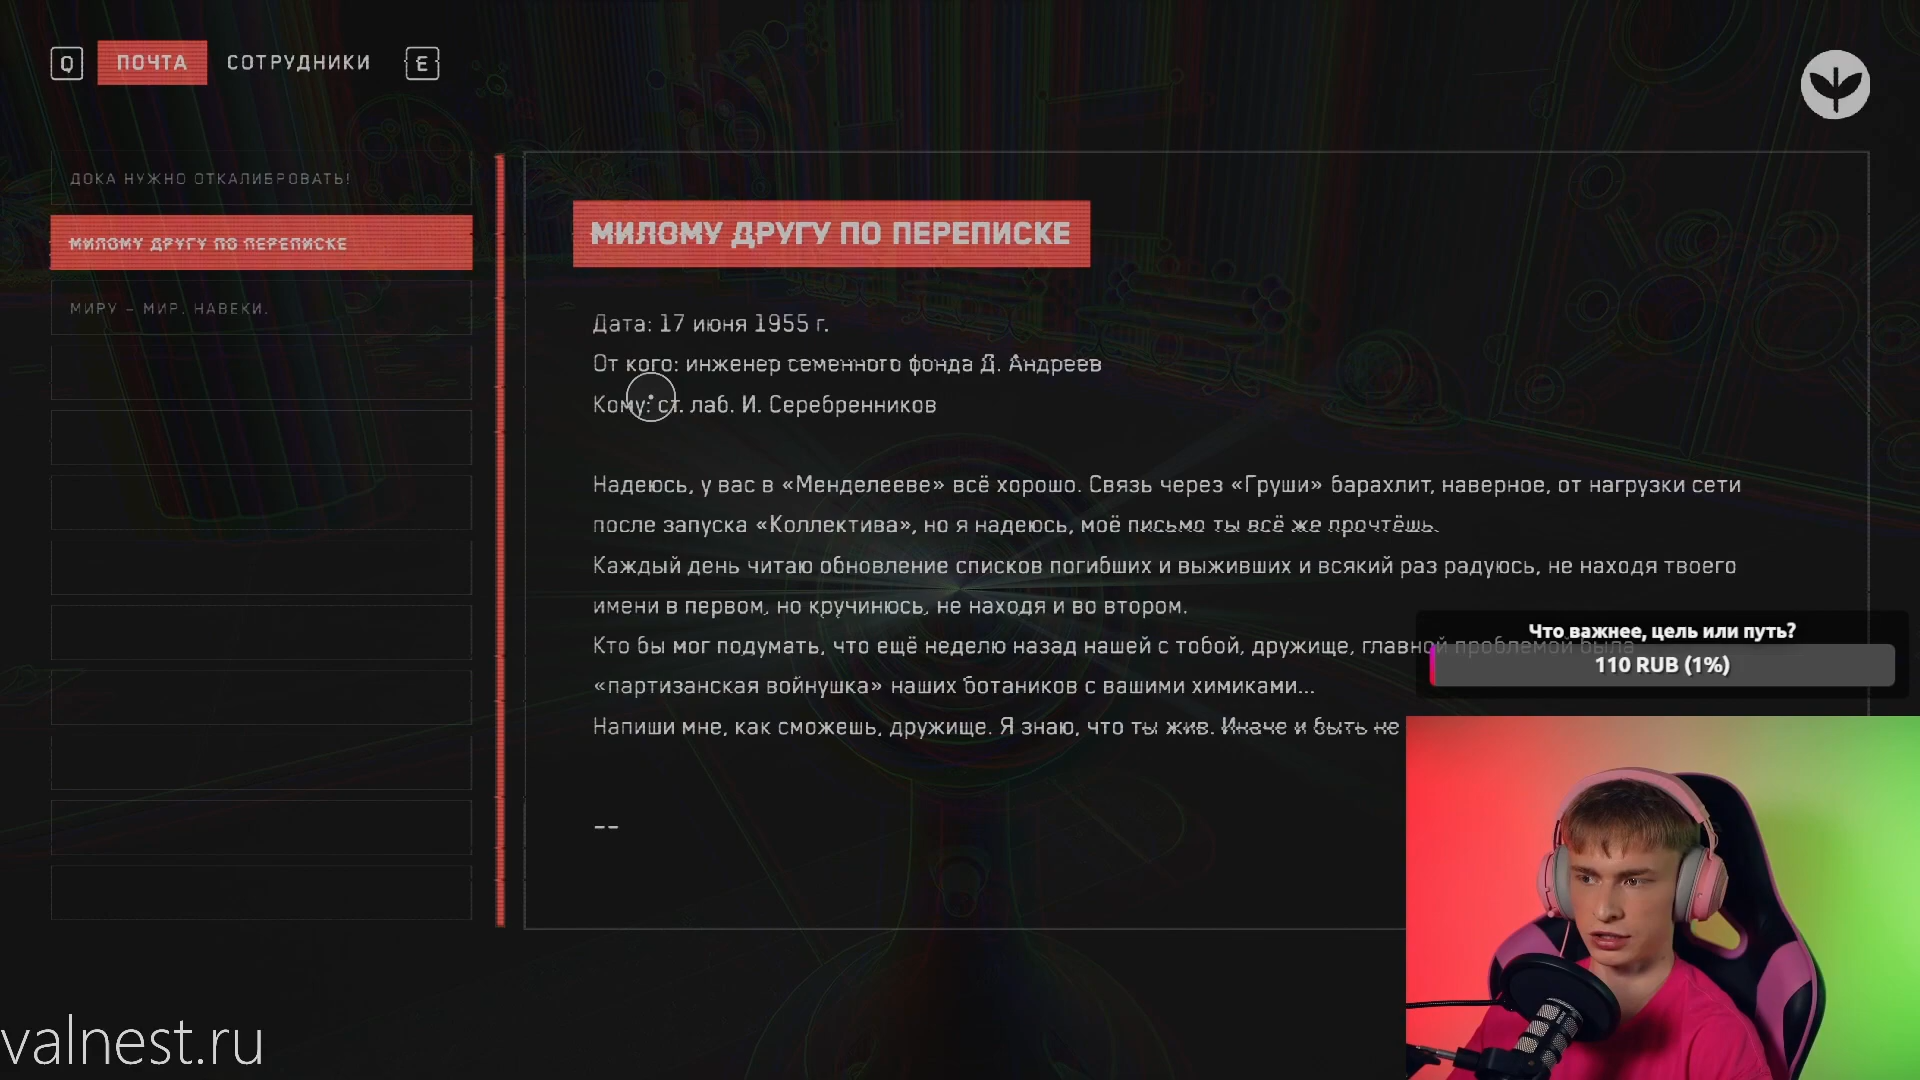 Q ПОЧТА СОТРУДНИКИ E
ДОКА НУЖНО ОТКАЛИБРОВАТЬ!
МИЛОМУ ДРУГУ ПО ПЕРЕПИСКЕ
МИРУ – МИР. НАВЕКИ.
МИЛОМУ ДРУГУ ПО ПЕРЕПИСКЕ
Дата: 17 июня 1955 г.
От кого: инженер семенного фонда Д. Андреев
Кому: ст. лаб. И. Серебренников
Надеюсь, у вас в «Менделееве» всё хорошо. Связь через «Груши» барахлит, наверное, от нагрузки сети
после запуска «Коллектива», но я надеюсь, моё письмо ты всё же прочтёшь.
Каждый день читаю обновление списков погибших и выживших и всякий раз радуюсь, не находя твоего
имени в первом, но кручинюсь, не находя и во втором.
Кто бы мог подумать, что ещё неделю назад нашей с тобой, дружище, главной проблемой была
«партизанская войнушка» наших ботаников с вашими химиками...
Напиши мне, как сможешь, дружище. Я знаю, что ты жив. Иначе и быть не
--
Что важнее, цель или путь?
110 RUB (1%)
valnest.ru